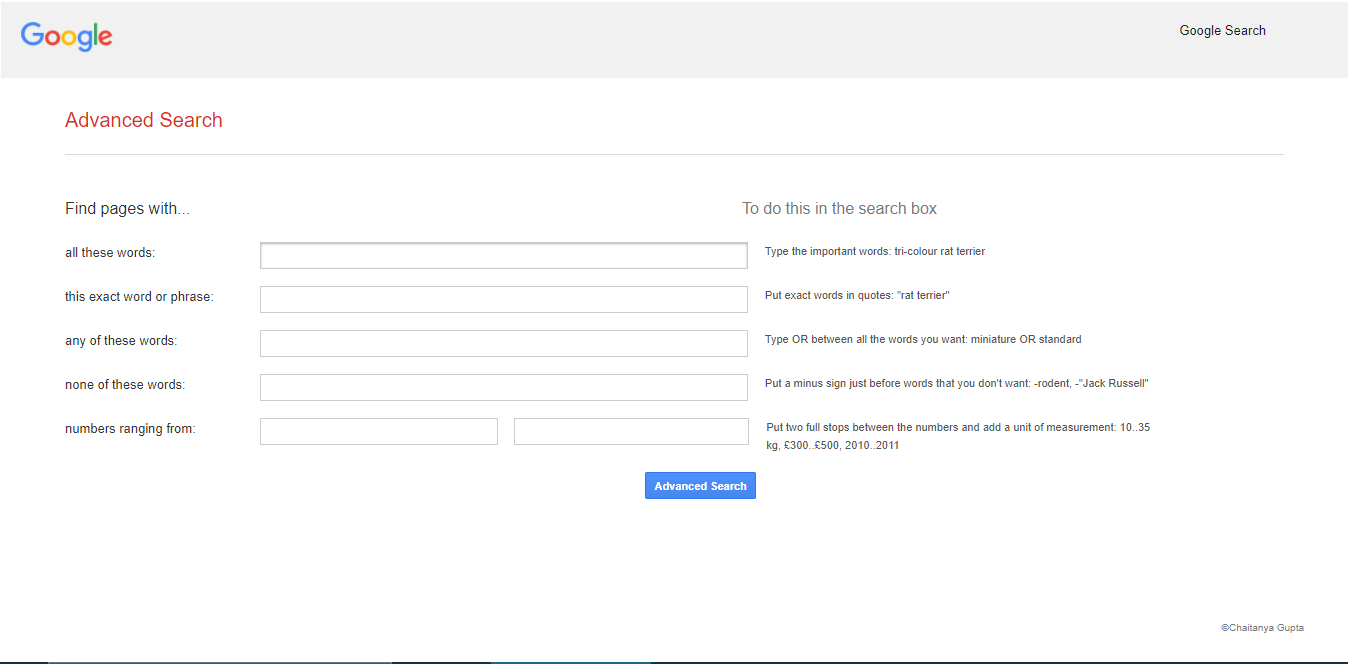 Google
Google Search
Advanced Search
Find pages with...
To do this in the search box
all these words:
Type the important words: tri-colour rat terrier
this exact word or phrase:
Put exact words in quotes: "rat terrier"
any of these words:
Type OR between all the words you want: miniature OR standard
none of these words:
Put a minus sign just before words that you don't want: -rodent, -"Jack Russell"
numbers ranging from:
Put two full stops between the numbers and add a unit of measurement: 10..35
kg, £300..£500, 2010..2011
Advanced Search
©Chaitanya Gupta